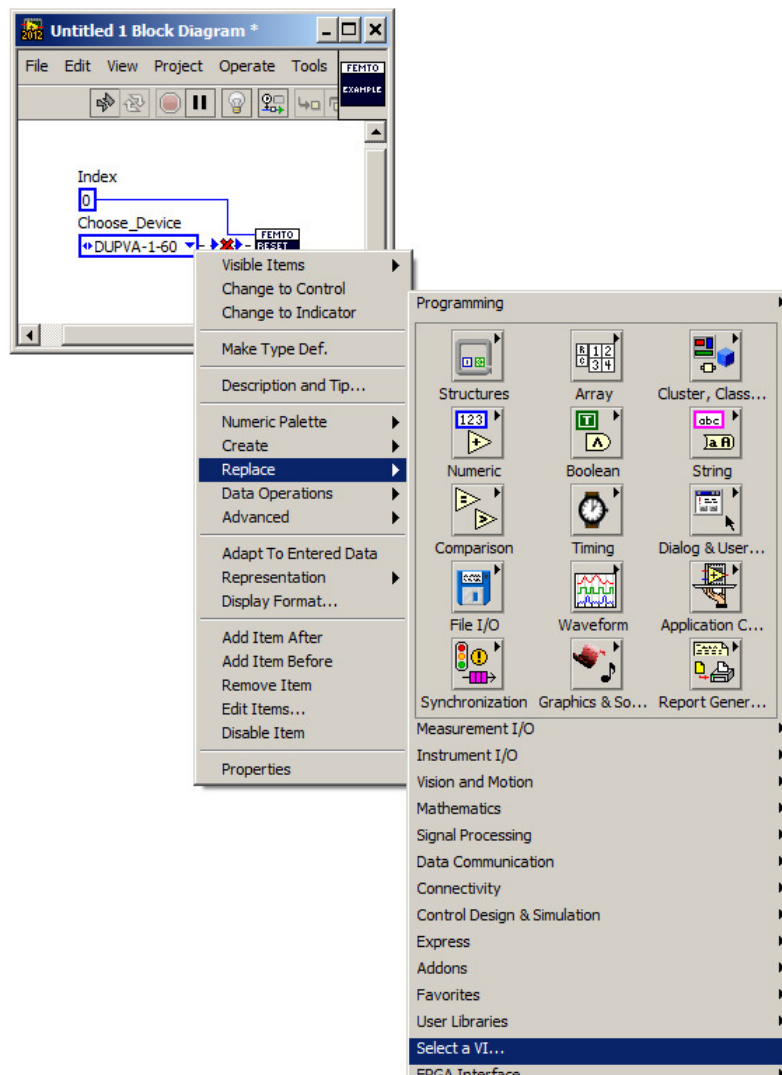 2012 Untitled 1 Block Diagram *
File Edit View Project Operate Tools
FEMTO
EXAMPLE
Index
0
Choose_Device
DUPVA-1-60
FEMTO
RESET
Visible Items
Change to Control
Change to Indicator
Make Type Def.
Description and Tip...
Numeric Palette
Create
Replace
Data Operations
Advanced
Adapt To Entered Data
Representation
Display Format...
Add Item After
Add Item Before
Remove Item
Edit Items...
Disable Item
Properties
Programming
Structures Array Cluster, Class...
Numeric Boolean String
Comparison Timing Dialog & User...
File I/O Waveform Application C...
Synchronization Graphics & So... Report Gener...
Measurement I/O
Instrument I/O
Vision and Motion
Mathematics
Signal Processing
Data Communication
Connectivity
Control Design & Simulation
Express
Addons
Favorites
User Libraries
Select a VI...
FPGA Interface